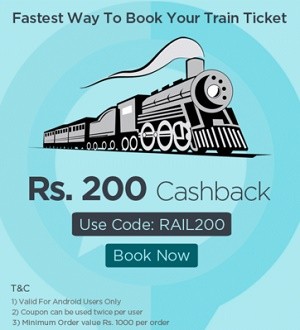 Fastest Way To Book Your Train Ticket
Rs. 200 Cashback
Use Code: RAIL200
Book Now
T&C
1) Valid For Android Users Only
2) Coupon can be used twice per user
3) Minimum Order value Rs. 1000 per order